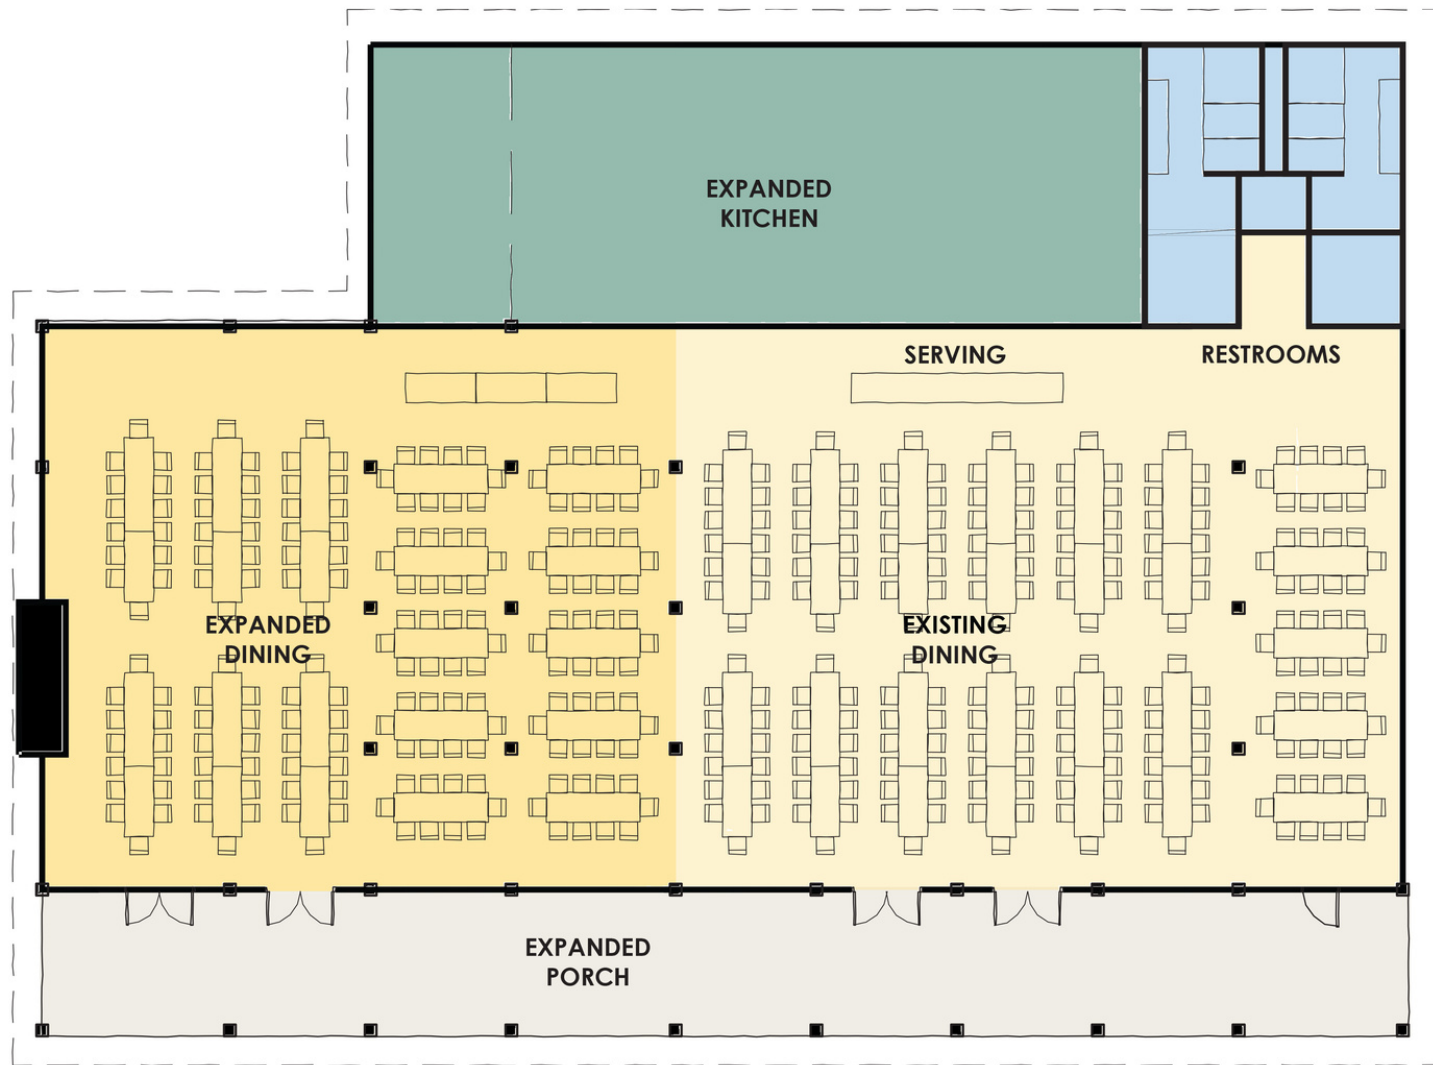 EXPANDED
KITCHEN
SERVING
RESTROOMS
EXPANDED
DINING
EXISTING
DINING
EXPANDED
PORCH